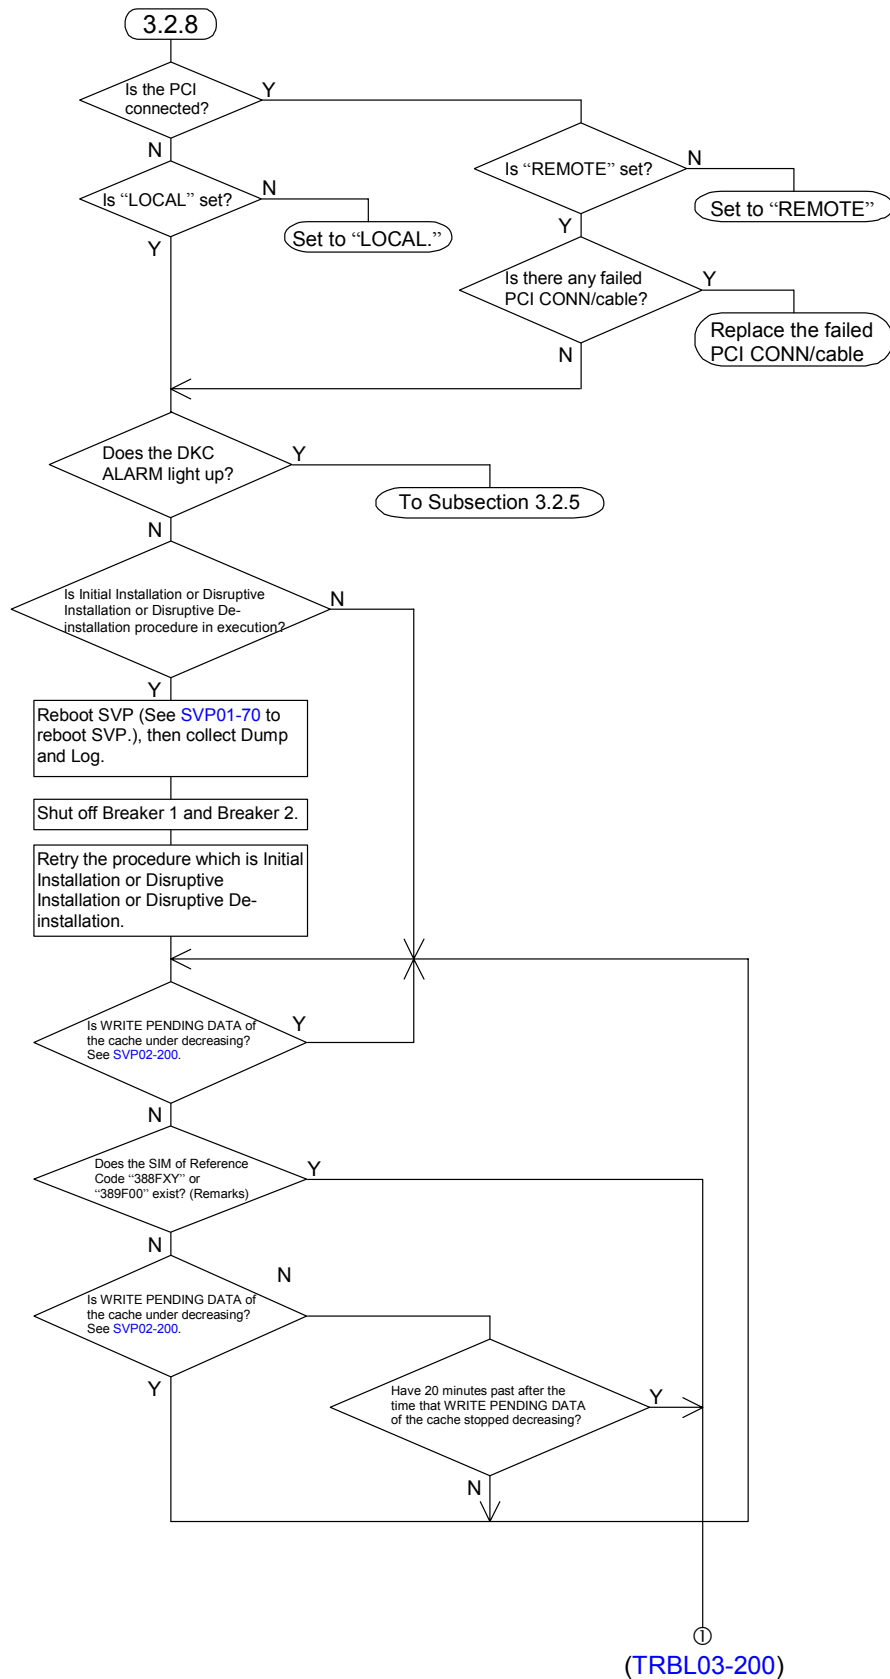 3.2.8
Is the PCI
connected?
Y
N
Is “REMOTE” set?
N
Set to “REMOTE”
Is “LOCAL” set?
N
Set to “LOCAL.”
Y
Y
Is there any failed
PCI CONN/cable?
Y
Replace the failed
PCI CONN/cable
N
Does the DKC
ALARM light up?
Y
To Subsection 3.2.5
N
Is Initial Installation or Disruptive
Installation or Disruptive De-
installation procedure in execution?
N
Y
Reboot SVP (See SVP01-70 to
reboot SVP.), then collect Dump
and Log.
Shut off Breaker 1 and Breaker 2.
Retry the procedure which is Initial
Installation or Disruptive
Installation or Disruptive De-
installation.
Is WRITE PENDING DATA of
the cache under decreasing?
See SVP02-200.
Y
N
Does the SIM of Reference
Code “388FXY” or
“389F00” exist? (Remarks)
Y
N
Is WRITE PENDING DATA of
the cache under decreasing?
See SVP02-200.
N
Y
Have 20 minutes past after the
time that WRITE PENDING DATA
of the cache stopped decreasing?
Y
N
①
(TRBL03-200)